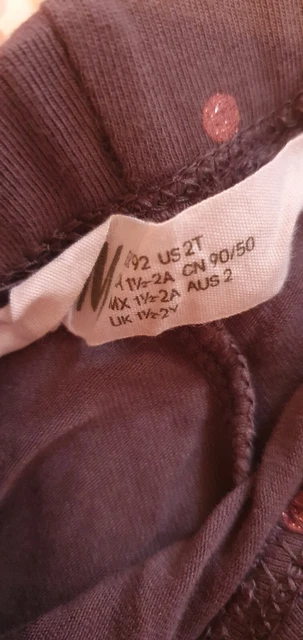 92 US 2T
1½-2A CN 90/50
MX 1½-2A AUS 2
UK 1½-2Y